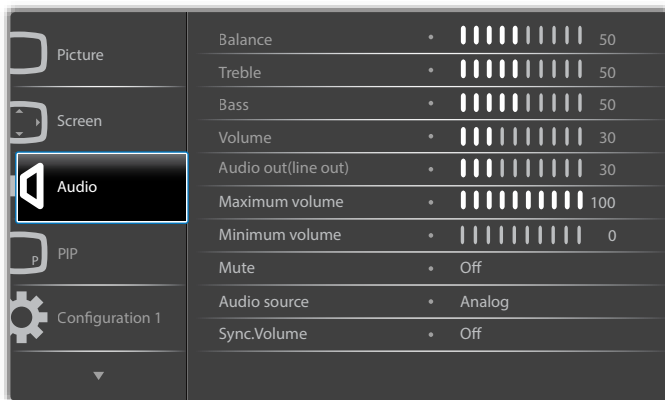 Picture
Screen
Audio
P
PIP
Configuration 1
Balance • 50
Treble • 50
Bass • 50
Volume • 30
Audio out(line out) • 30
Maximum volume • 100
Minimum volume • 0
Mute • Off
Audio source • Analog
Sync.Volume • Off